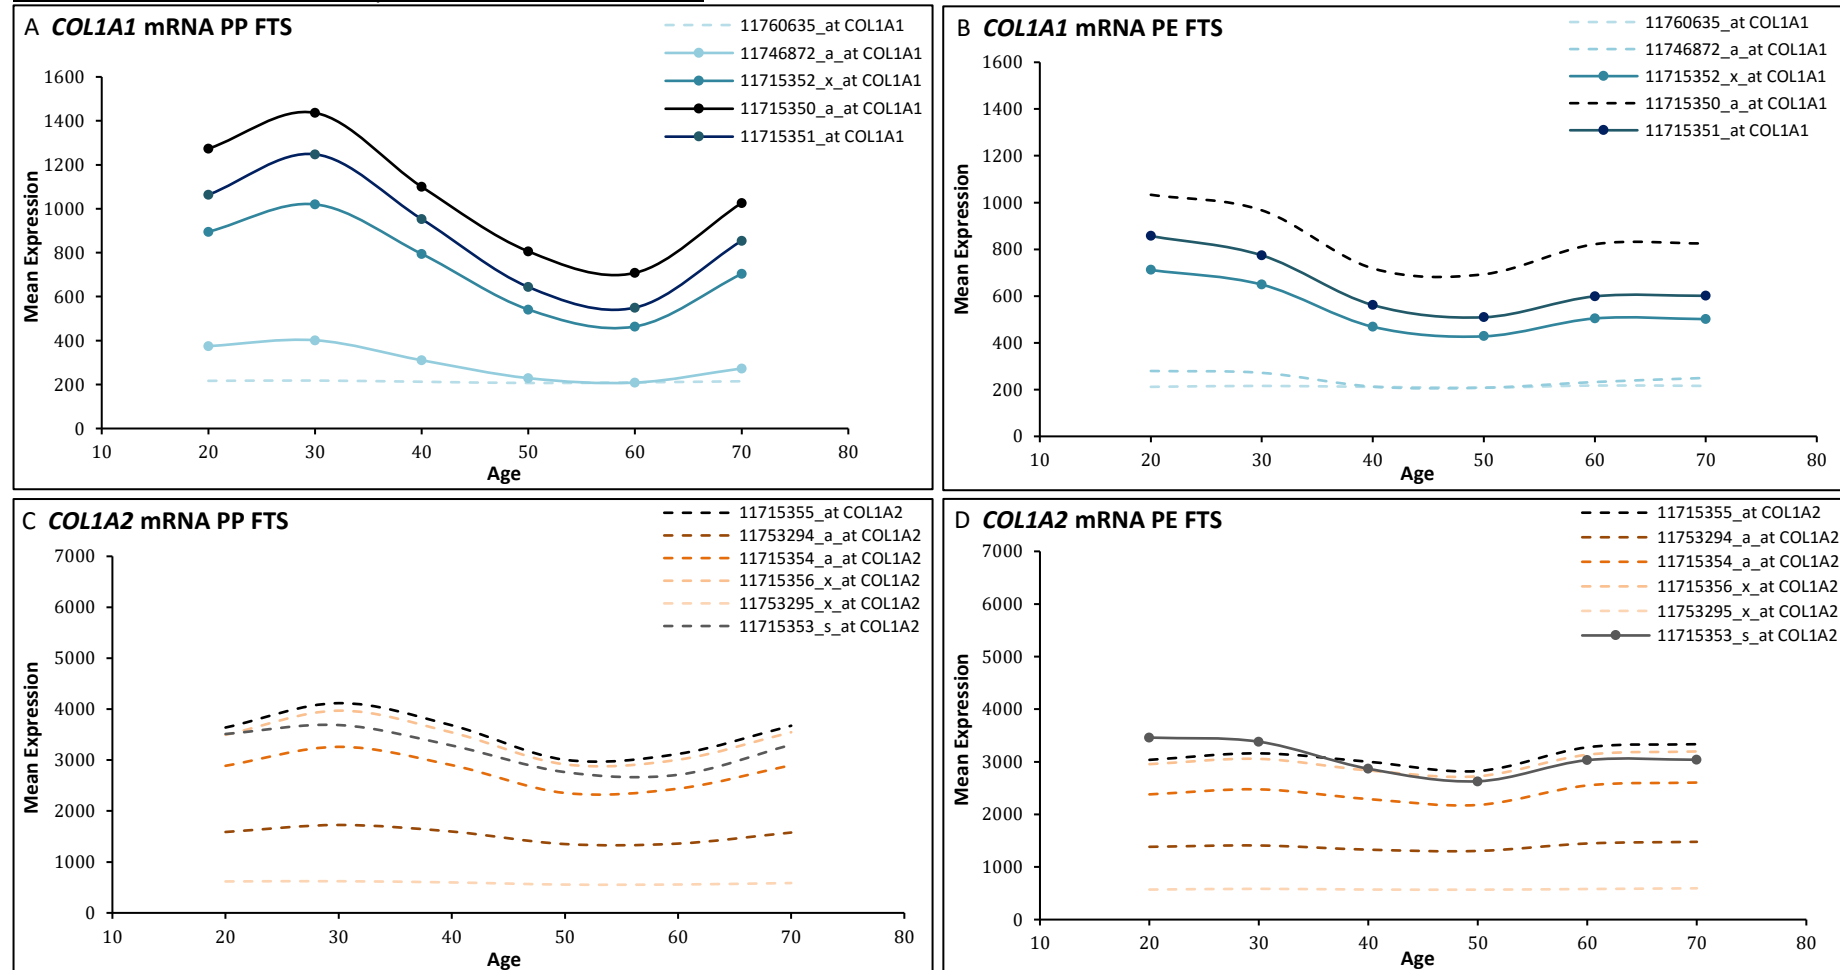 A COL1A1 mRNA PP FTS
11760635_at COL1A1
11746872_a_at COL1A1
11715352_x_at COL1A1
11715350_a_at COL1A1
11715351_at COL1A1
Mean Expression
1600
1400
1200
1000
800
600
400
200
0
10 20 30 40 50 60 70 80
Age
B COL1A1 mRNA PE FTS
11760635_at COL1A1
11746872_a_at COL1A1
11715352_x_at COL1A1
11715350_a_at COL1A1
11715351_at COL1A1
Mean Expression
1600
1400
1200
1000
800
600
400
200
0
10 20 30 40 50 60 70 80
Age
C COL1A2 mRNA PP FTS
11715355_at COL1A2
11753294_a_at COL1A2
11715354_a_at COL1A2
11715356_x_at COL1A2
11753295_x_at COL1A2
11715353_s_at COL1A2
Mean Expression
7000
6000
5000
4000
3000
2000
1000
0
10 20 30 40 50 60 70 80
Age
D COL1A2 mRNA PE FTS
11715355_at COL1A2
11753294_a_at COL1A2
11715354_a_at COL1A2
11715356_x_at COL1A2
11753295_x_at COL1A2
11715353_s_at COL1A2
Mean Expression
7000
6000
5000
4000
3000
2000
1000
0
10 20 30 40 50 60 70 80
Age